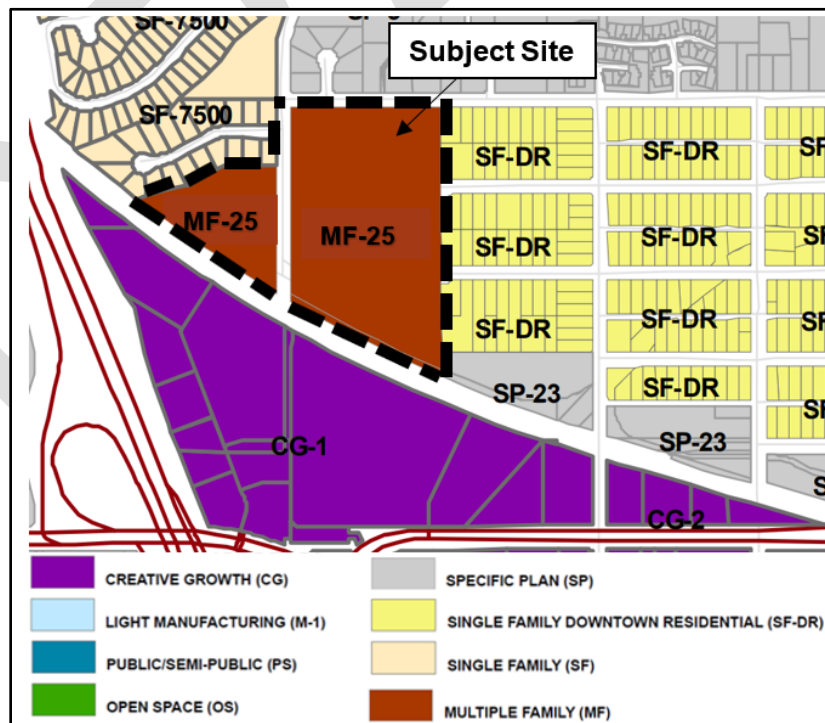 SF-7500
Subject Site
SF-7500
SF-DR
SF-DR
SF
MF-25
MF-25
SF-DR
SF-DR
SF-DR
SF-DR
SP-23
SF-DR
CG-1
SP-23
CG-2
CREATIVE GROWTH (CG)
SPECIFIC PLAN (SP)
LIGHT MANUFACTURING (M-1)
SINGLE FAMILY DOWNTOWN RESIDENTIAL (SF-DR)
PUBLIC/SEMI-PUBLIC (PS)
SINGLE FAMILY (SF)
OPEN SPACE (OS)
MULTIPLE FAMILY (MF)